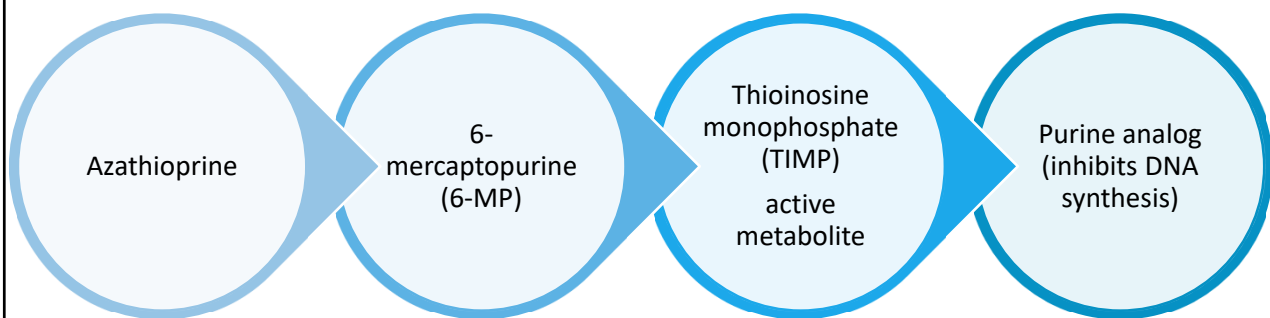 Azathioprine
6-
mercaptopurine
(6-MP)
Thioinosine
monophosphate
(TIMP)
active
metabolite
Purine analog
(inhibits DNA
synthesis)